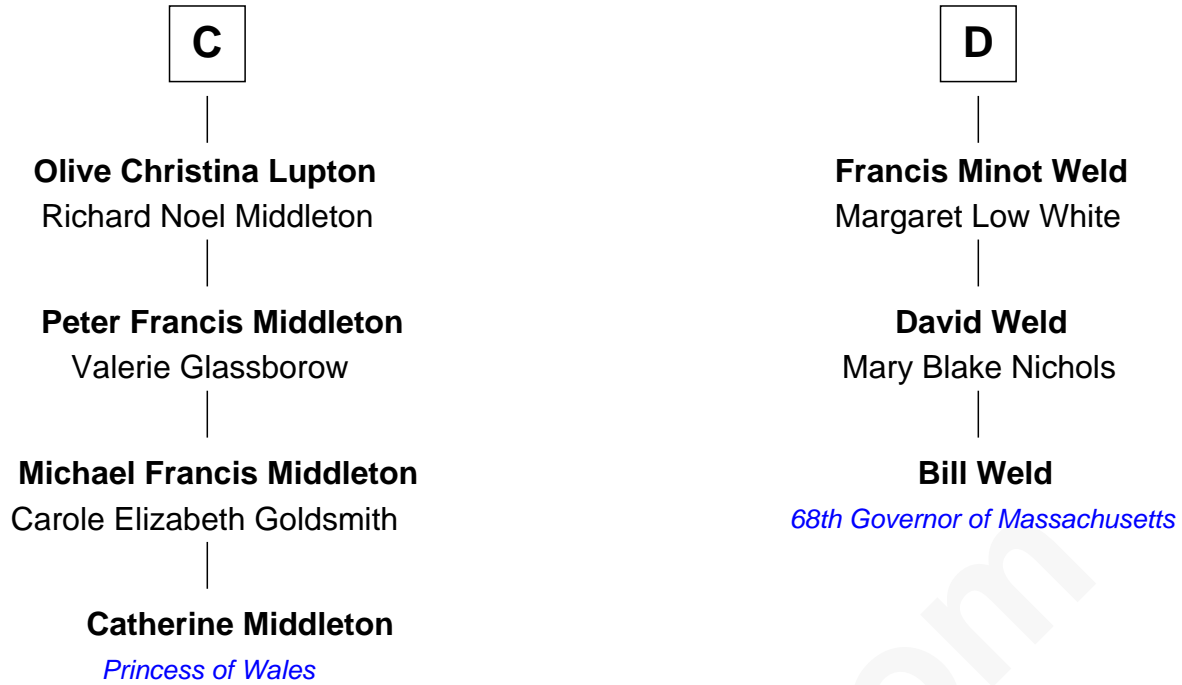 C
Olive Christina Lupton
Richard Noel Middleton
Peter Francis Middleton
Valerie Glassborow
Michael Francis Middleton
Carole Elizabeth Goldsmith
Catherine Middleton
Princess of Wales
D
Francis Minot Weld
Margaret Low White
David Weld
Mary Blake Nichols
Bill Weld
68th Governor of Massachusetts
om